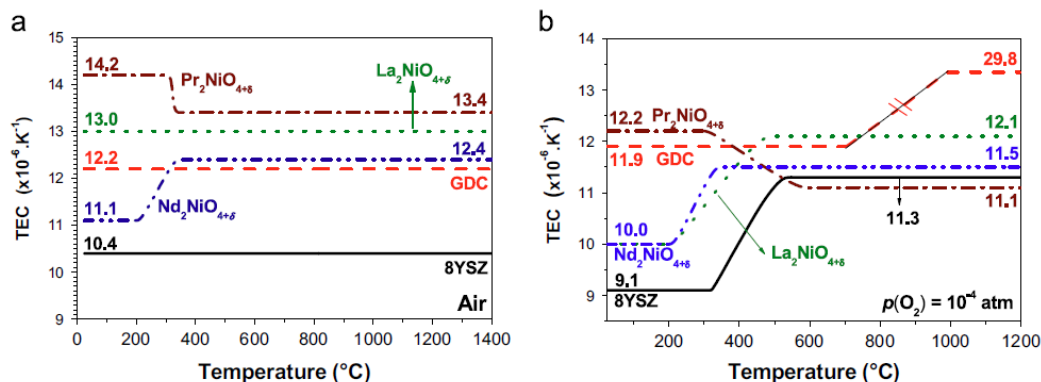 a
TEC (x10⁻⁶.K⁻¹)
15
14
13
12
11
10
9
14.2
Pr₂NiO₄₊δ
La₂NiO₄₊δ
13.4
13.0
12.2
12.4
GDC
11.1
Nd₂NiO₄₊δ
10.4
8YSZ
Air
0 200 400 600 800 1000 1200 1400
Temperature (°C)
b
TEC (x10⁻⁶.K⁻¹)
14
13
12
11
10
9
29.8
12.2
Pr₂NiO₄₊δ
12.1
11.9
GDC
11.5
11.1
11.3
10.0
Nd₂NiO₄₊δ
La₂NiO₄₊δ
9.1
8YSZ
p(O₂) = 10⁻⁴ atm
200 400 600 800 1000 1200
Temperature (°C)